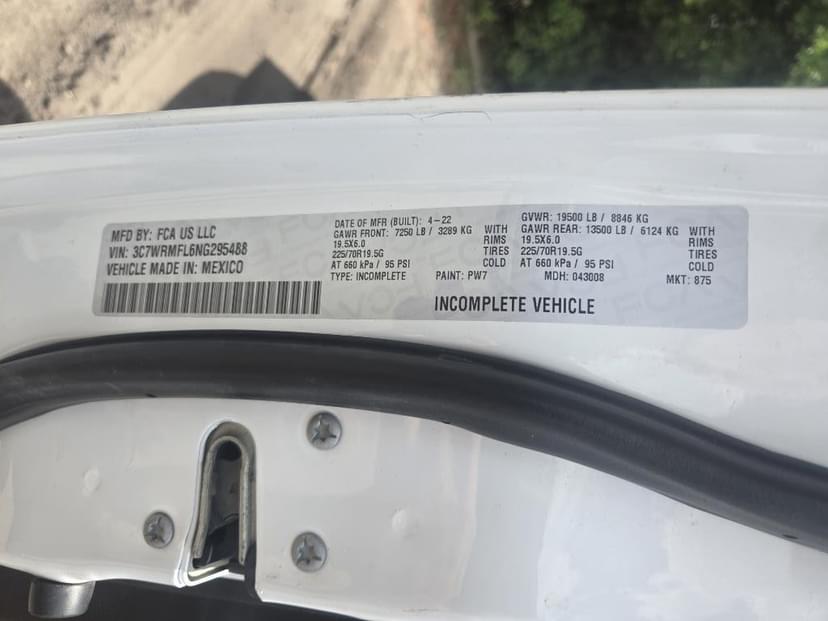 MFD BY: FCA US LLC
VIN: 3C7WRMFL6NG295488
VEHICLE MADE IN: MEXICO
DATE OF MFR (BUILT): 4-22
GAWR FRONT: 7250 LB / 3289 KG WITH
19.5X6.0 RIMS
225/70R19.5G TIRES
AT 660 kPa / 95 PSI COLD
TYPE: INCOMPLETE PAINT: PW7
GVWR: 19500 LB / 8846 KG
GAWR REAR: 13500 LB / 6124 KG WITH
19.5X6.0 RIMS
225/70R19.5G TIRES
AT 660 kPa / 95 PSI COLD
MDH: 043008 MKT: 875
INCOMPLETE VEHICLE